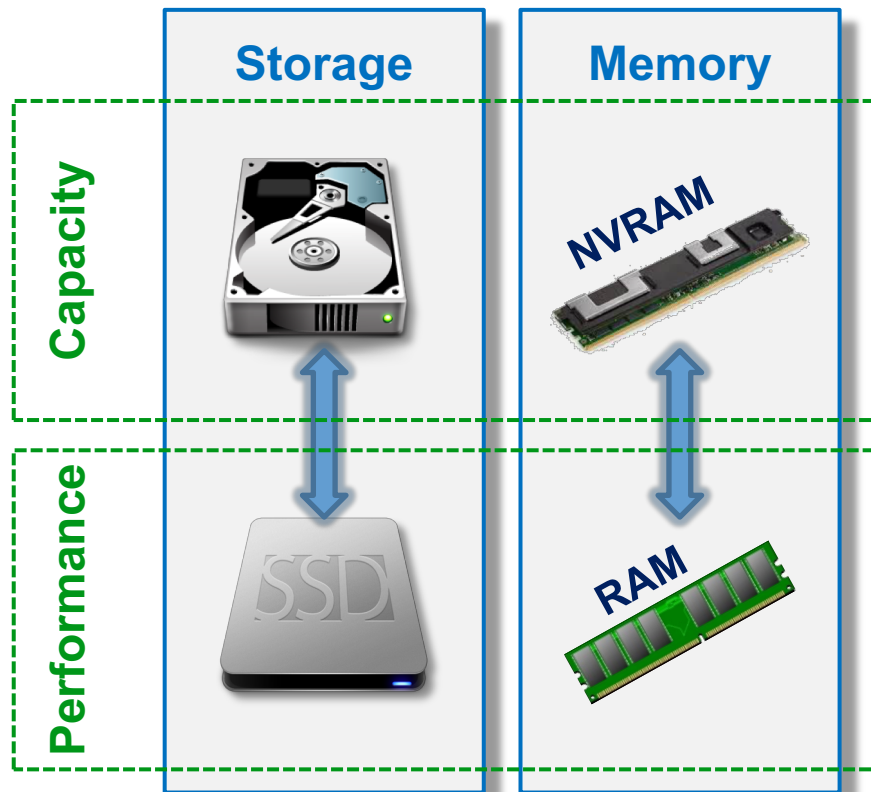 Storage
Memory
Capacity
NVRAM
Performance
SSD
RAM